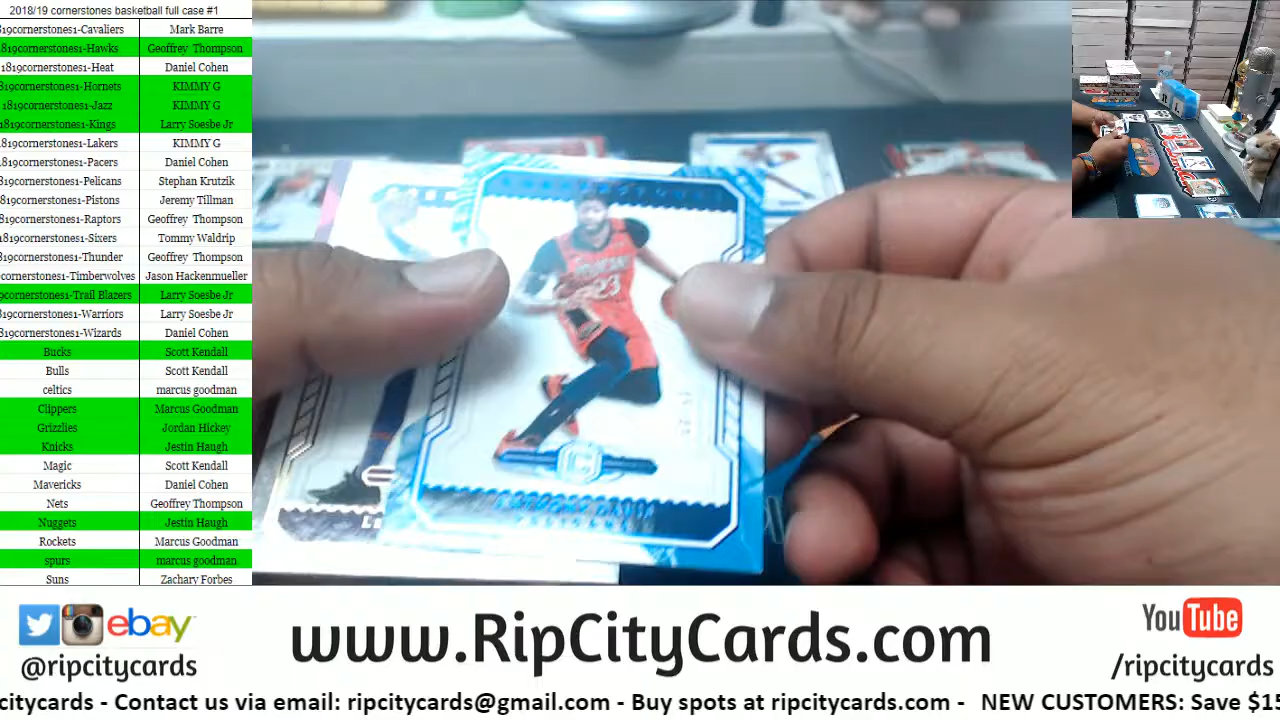 2018/19 cornerstones basketball full case #1
1819cornerstones1-Cavaliers Mark Barre
1819cornerstones1-Hawks Geoffrey Thompson
1819cornerstones1-Heat Daniel Cohen
1819cornerstones1-Hornets KIMMY G
1819cornerstones1-Jazz KIMMY G
1819cornerstones1-Kings Larry Soesbe Jr
1819cornerstones1-Lakers KIMMY G
1819cornerstones1-Pacers Daniel Cohen
1819cornerstones1-Pelicans Stephan Krutzik
1819cornerstones1-Pistons Jeremy Tillman
1819cornerstones1-Raptors Geoffrey Thompson
1819cornerstones1-Sixers Tommy Waldrip
1819cornerstones1-Thunder Geoffrey Thompson
cornerstones1-Timberwolves Jason Hackenmueller
9cornerstones1-Trail Blazers Larry Soesbe Jr
1819cornerstones1-Warriors Larry Soesbe Jr
1819cornerstones1-Wizards Daniel Cohen
Bucks Scott Kendall
Bulls Scott Kendall
celtics marcus goodman
Clippers Marcus Goodman
Grizzlies Jordan Hickey
Knicks Jestin Haugh
Magic Scott Kendall
Mavericks Daniel Cohen
Nets Geoffrey Thompson
Nuggets Jestin Haugh
Rockets Marcus Goodman
spurs marcus goodman
Suns Zachary Forbes
23
ebay
@ripcitycards
www.RipCityCards.com
YouTube
/ripcitycards
citycards - Contact us via email: ripcitycards@gmail.com - Buy spots at ripcitycards.com - NEW CUSTOMERS: Save $15